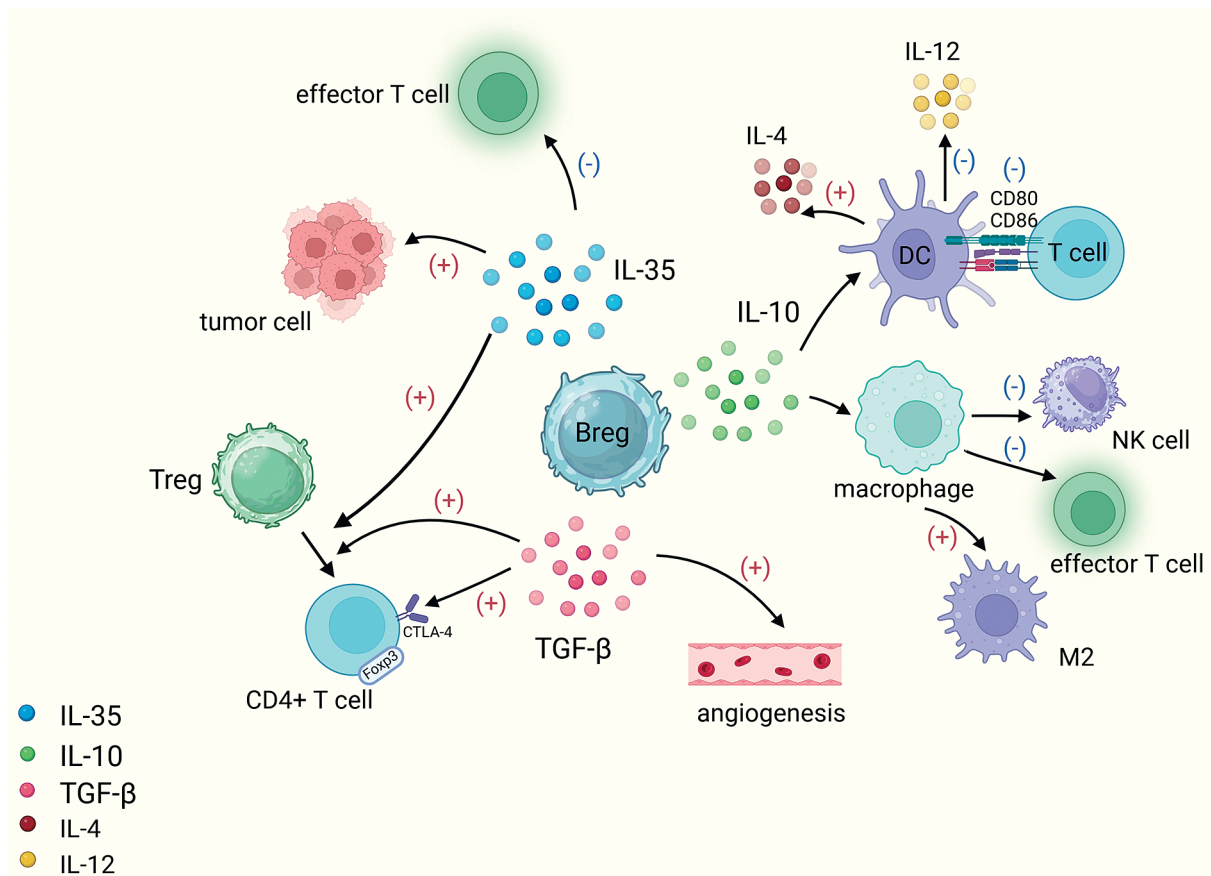 IL-12
effector T cell
(-)
IL-4
(+)
(-)
(-)
CD80
CD86
DC
T cell
(+)
IL-35
tumor cell
IL-10
(+)
Breg
(-)
NK cell
(-)
Treg
macrophage
(+)
(+)
effector T cell
(+)
(+)
CTLA-4
Foxp3
TGF-β
M2
CD4+ T cell
angiogenesis
IL-35
IL-10
TGF-β
IL-4
IL-12